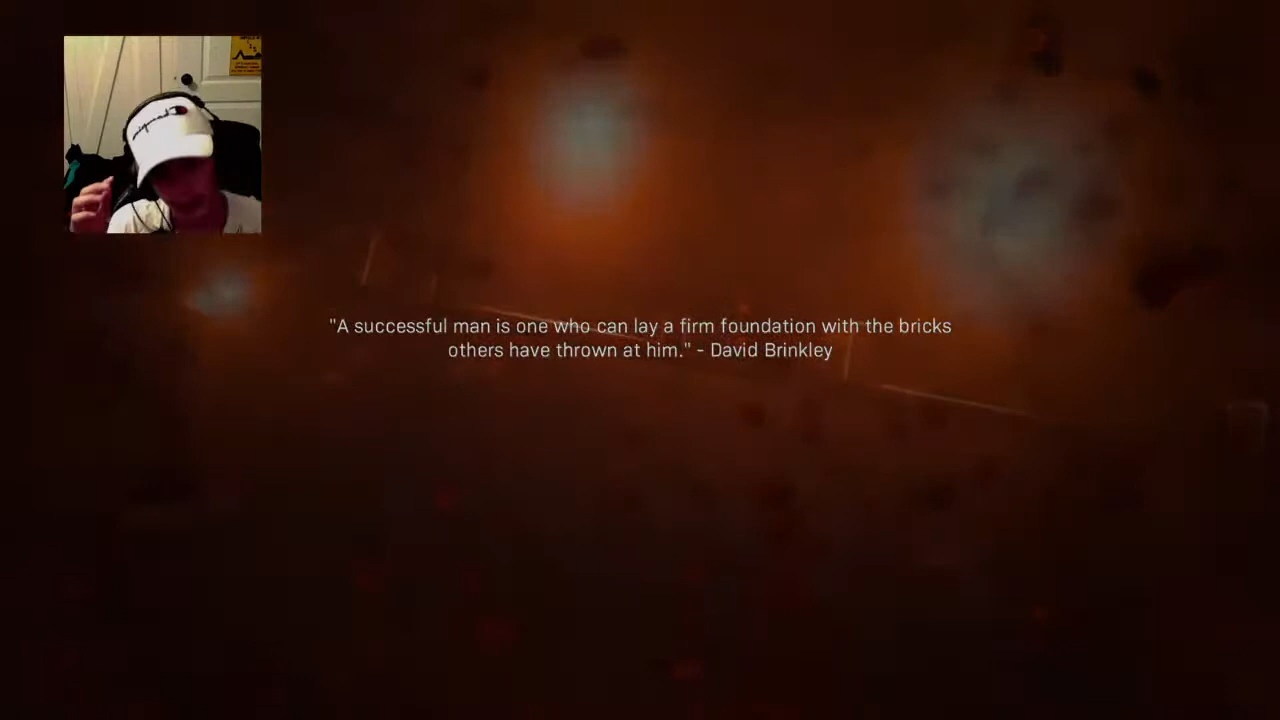 "A successful man is one who can lay a firm foundation with the bricks
others have thrown at him." - David Brinkley